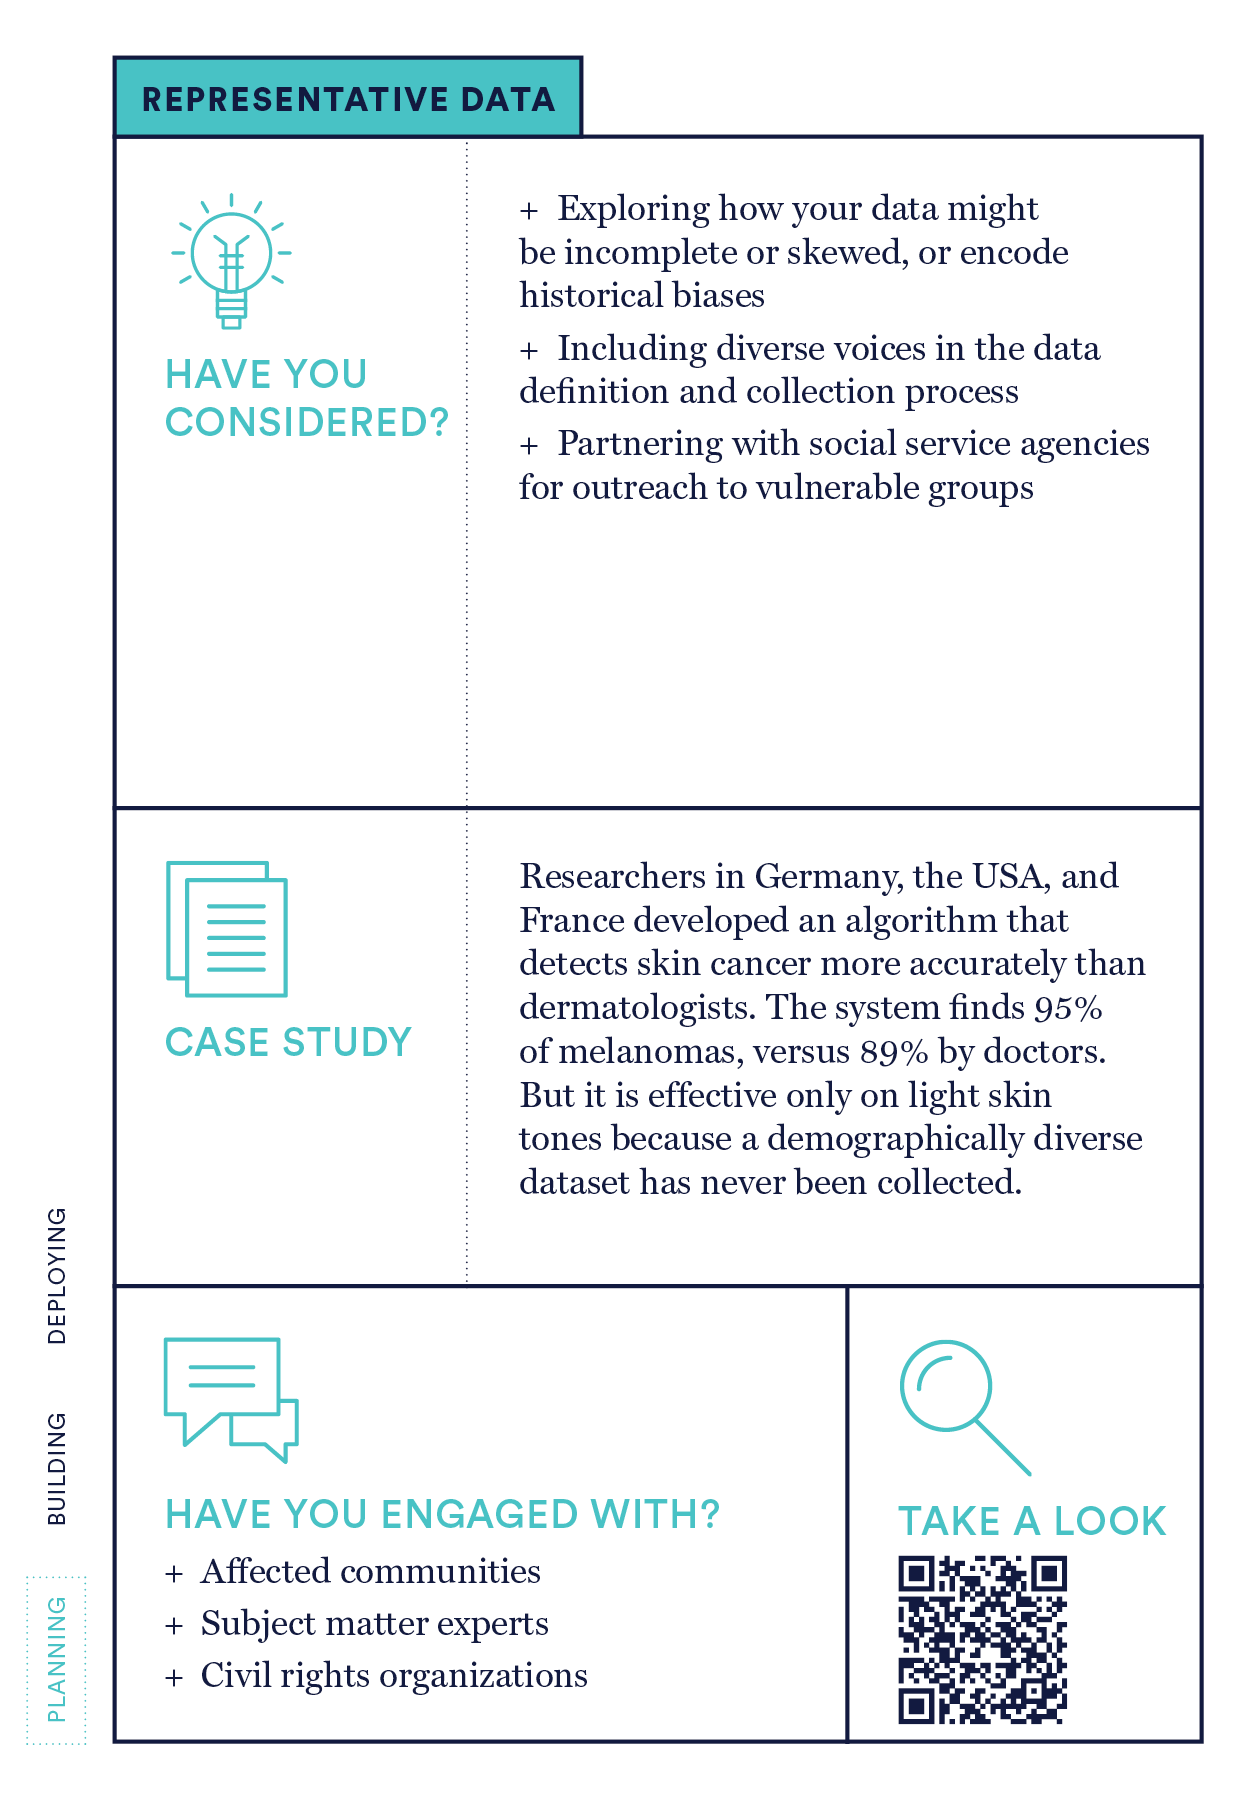 REPRESENTATIVE DATA
HAVE YOU
CONSIDERED?
+ Exploring how your data might
be incomplete or skewed, or encode
historical biases
+ Including diverse voices in the data
definition and collection process
+ Partnering with social service agencies
for outreach to vulnerable groups
CASE STUDY
Researchers in Germany, the USA, and
France developed an algorithm that
detects skin cancer more accurately than
dermatologists. The system finds 95%
of melanomas, versus 89% by doctors.
But it is effective only on light skin
tones because a demographically diverse
dataset has never been collected.
HAVE YOU ENGAGED WITH?
+ Affected communities
+ Subject matter experts
+ Civil rights organizations
TAKE A LOOK
PLANNING
BUILDING
DEPLOYING